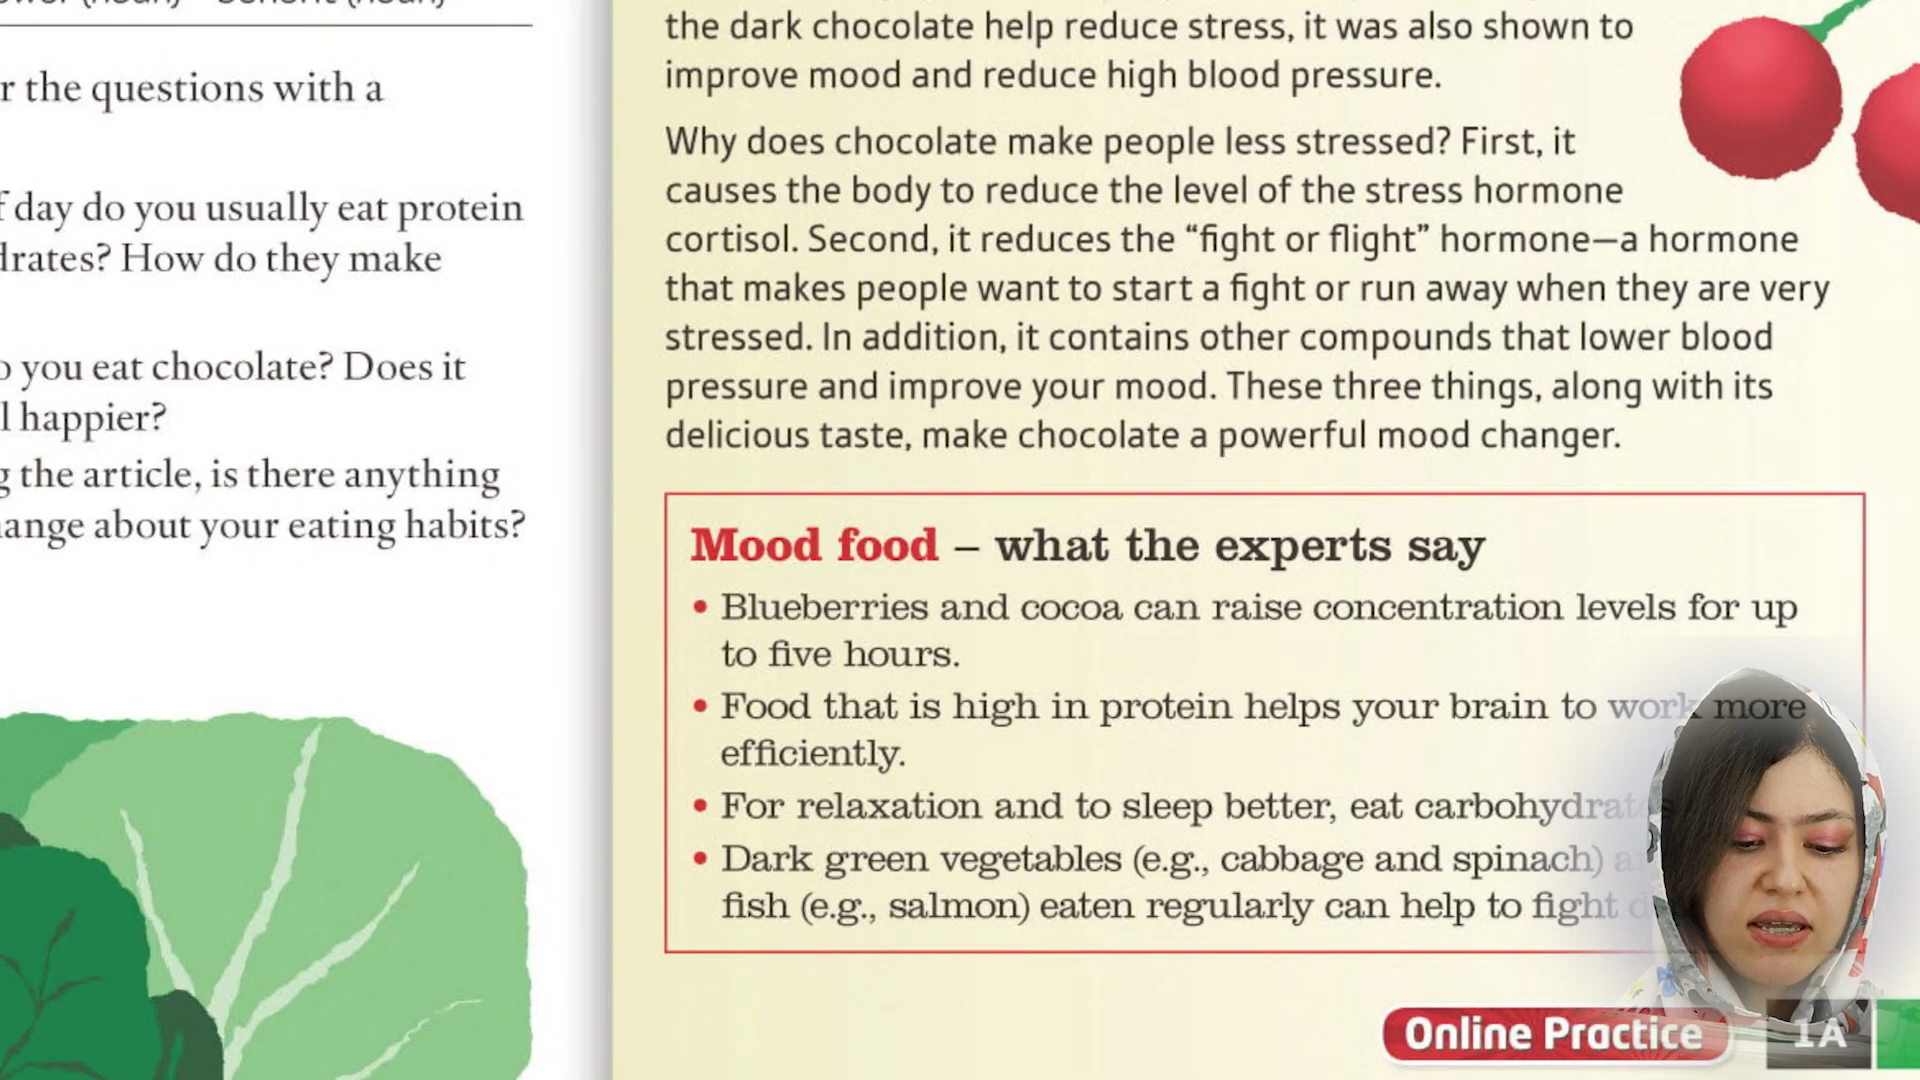 (noun)
(noun)
r the questions with a
f day do you usually eat protein
drates? How do they make
o you eat chocolate? Does it
l happier?
g the article, is there anything
ange about your eating habits?
the dark chocolate help reduce stress, it was also shown to
improve mood and reduce high blood pressure.
Why does chocolate make people less stressed? First, it
causes the body to reduce the level of the stress hormone
cortisol. Second, it reduces the “fight or flight” hormone—a hormone
that makes people want to start a fight or run away when they are very
stressed. In addition, it contains other compounds that lower blood
pressure and improve your mood. These three things, along with its
delicious taste, make chocolate a powerful mood changer.
Mood food – what the experts say
• Blueberries and cocoa can raise concentration levels for up
to five hours.
• Food that is high in protein helps your brain to work more
efficiently.
• For relaxation and to sleep better, eat carbohydrates
• Dark green vegetables (e.g., cabbage and spinach)
fish (e.g., salmon) eaten regularly can help to fight
Online Practice
1A